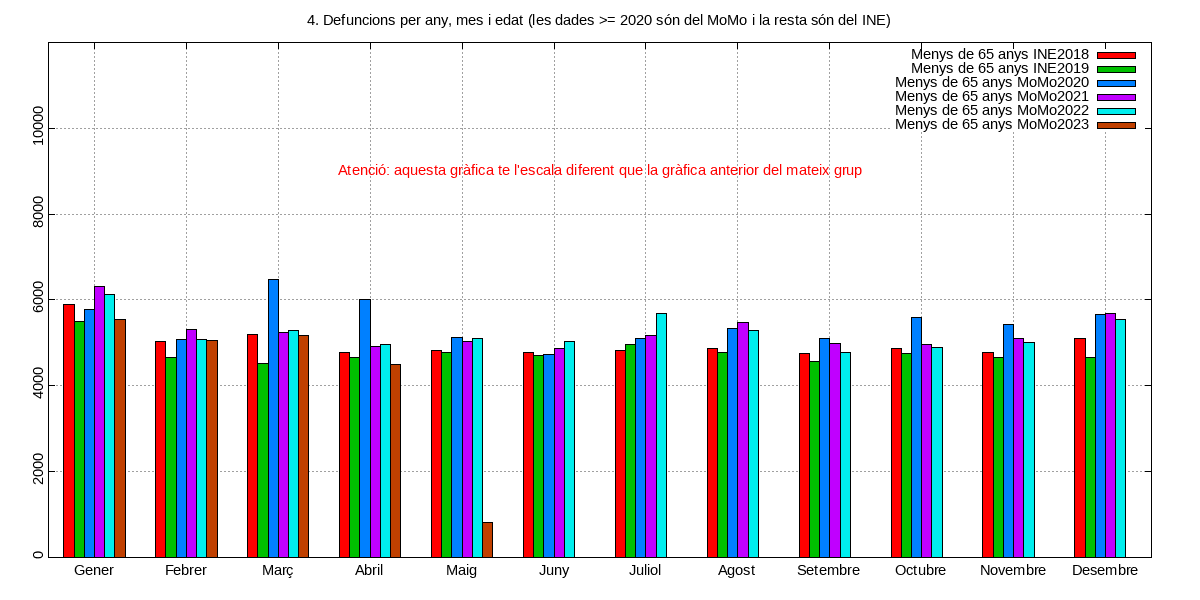 4. Defuncions per any, mes i edat (les dades >= 2020 són del MoMo i la resta són del INE)
Menys de 65 anys INE2018
Menys de 65 anys INE2019
Menys de 65 anys MoMo2020
Menys de 65 anys MoMo2021
Menys de 65 anys MoMo2022
Menys de 65 anys MoMo2023
Atenció: aquesta gràfica te l'escala diferent que la gràfica anterior del mateix grup
10000
8000
6000
4000
2000
0
Gener Febrer Març Abril Maig Juny Juliol Agost Setembre Octubre Novembre Desembre